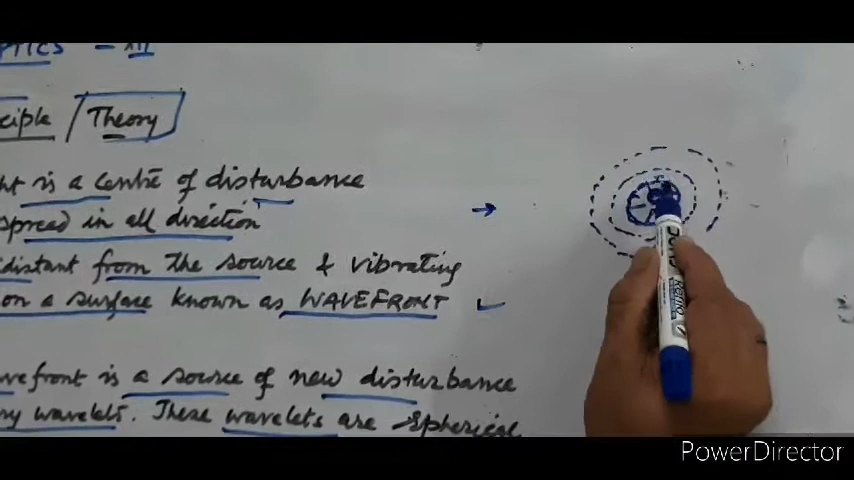 OPTICS - XII
ciple / Theory
ht is a centre of disturbance
spread in all direction
distant from the source & vibrating
on a surface known as WAVEFRONT
vefront is a source of new disturbance
ry wavelets. These wavelets are spherical
PowerDirector